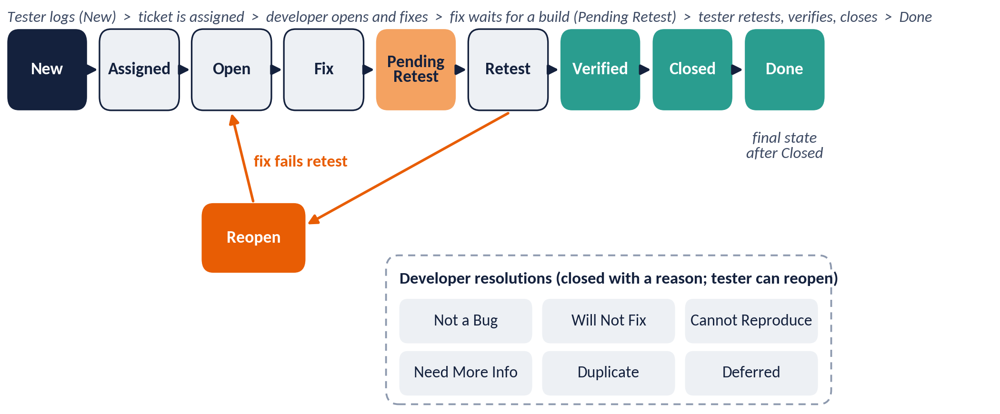 Tester logs (New) > ticket is assigned > developer opens and fixes > fix waits for a build (Pending Retest) > tester retests, verifies, closes > Done
New
Assigned
Open
Fix
Pending
Retest
Retest
Verified
Closed
Done
final state
after Closed
fix fails retest
Reopen
Developer resolutions (closed with a reason; tester can reopen)
Not a Bug
Will Not Fix
Cannot Reproduce
Need More Info
Duplicate
Deferred